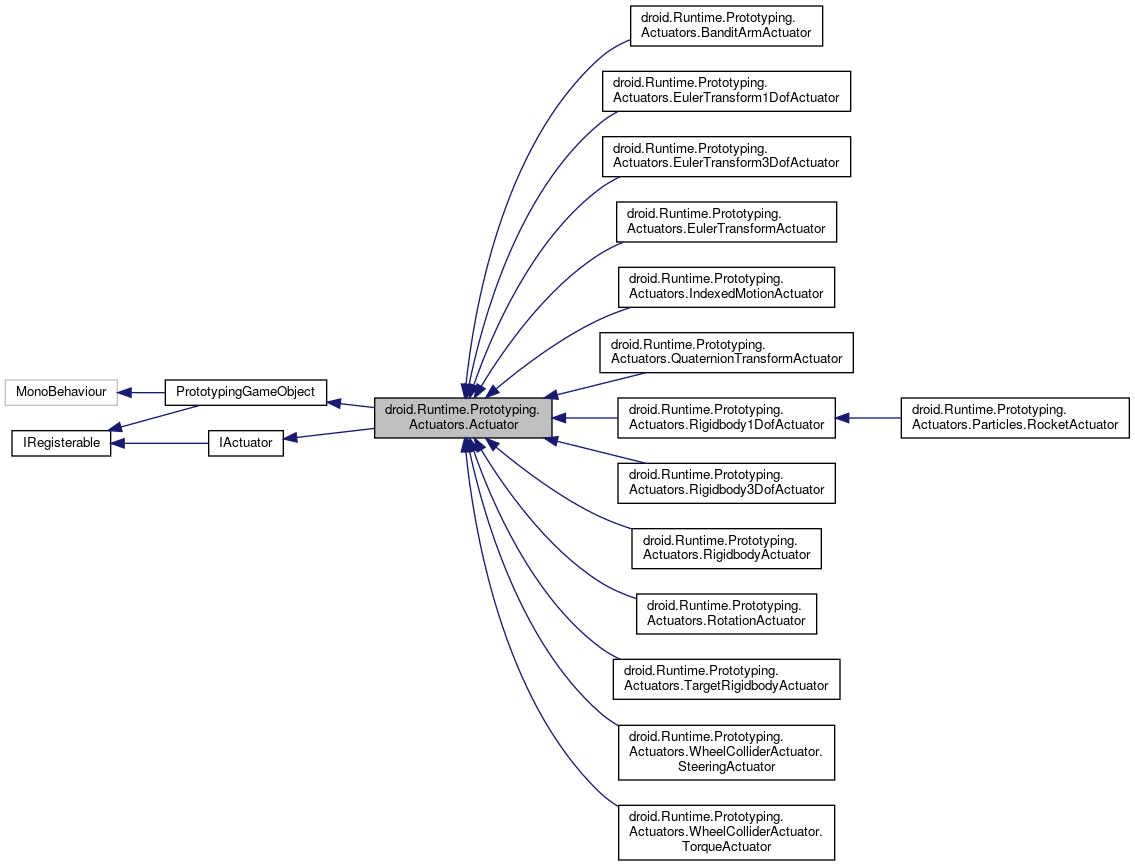 droid.Runtime.Prototyping.
Actuators.BanditArmActuator
droid.Runtime.Prototyping.
Actuators.EulerTransform1DofActuator
droid.Runtime.Prototyping.
Actuators.EulerTransform3DofActuator
droid.Runtime.Prototyping.
Actuators.EulerTransformActuator
droid.Runtime.Prototyping.
Actuators.IndexedMotionActuator
droid.Runtime.Prototyping.
Actuators.QuaternionTransformActuator
MonoBehaviour
PrototypingGameObject
IRegisterable
IActuator
droid.Runtime.Prototyping.
Actuators.Actuator
droid.Runtime.Prototyping.
Actuators.Rigidbody1DofActuator
droid.Runtime.Prototyping.
Actuators.Particles.RocketActuator
droid.Runtime.Prototyping.
Actuators.Rigidbody3DofActuator
droid.Runtime.Prototyping.
Actuators.RigidbodyActuator
droid.Runtime.Prototyping.
Actuators.RotationActuator
droid.Runtime.Prototyping.
Actuators.TargetRigidbodyActuator
droid.Runtime.Prototyping.
Actuators.WheelColliderActuator.
SteeringActuator
droid.Runtime.Prototyping.
Actuators.WheelColliderActuator.
TorqueActuator